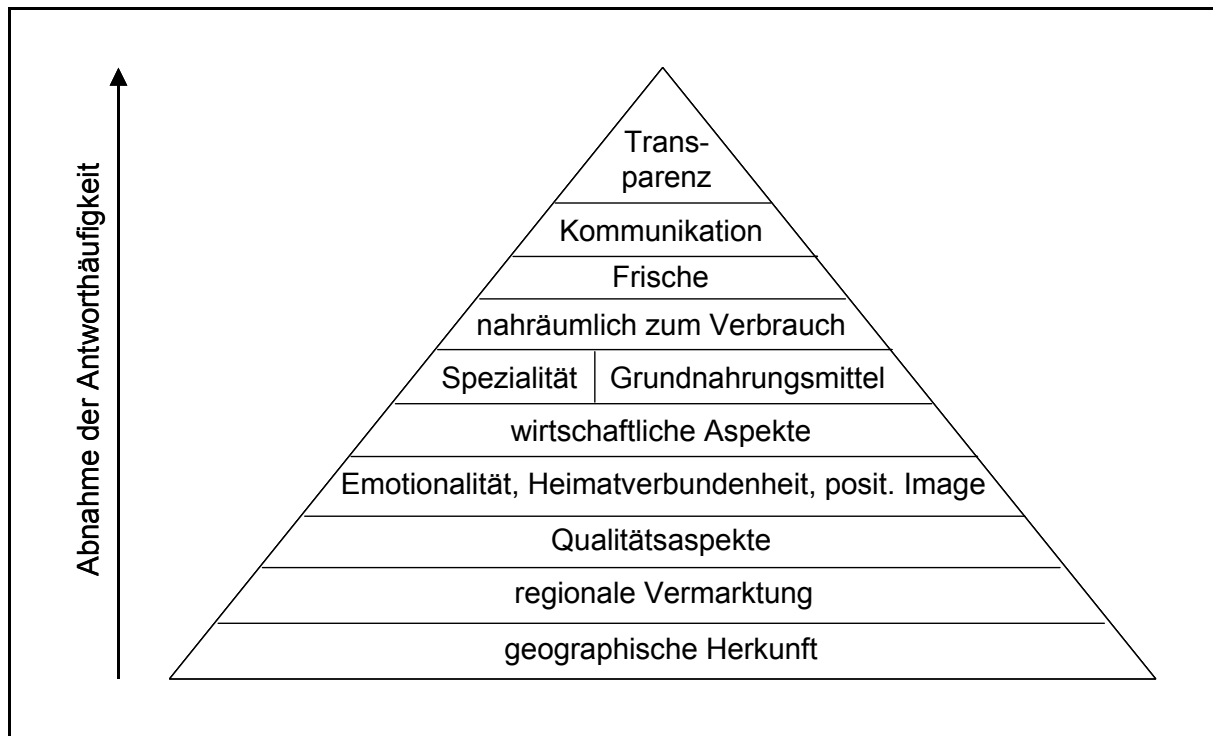 Abnahme der Antworthäufigkeit
Trans-
parenz
Kommunikation
Frische
nahräumlich zum Verbrauch
Spezialität
Grundnahrungsmittel
wirtschaftliche Aspekte
Emotionalität, Heimatverbundenheit, posit. Image
Qualitätsaspekte
regionale Vermarktung
geographische Herkunft